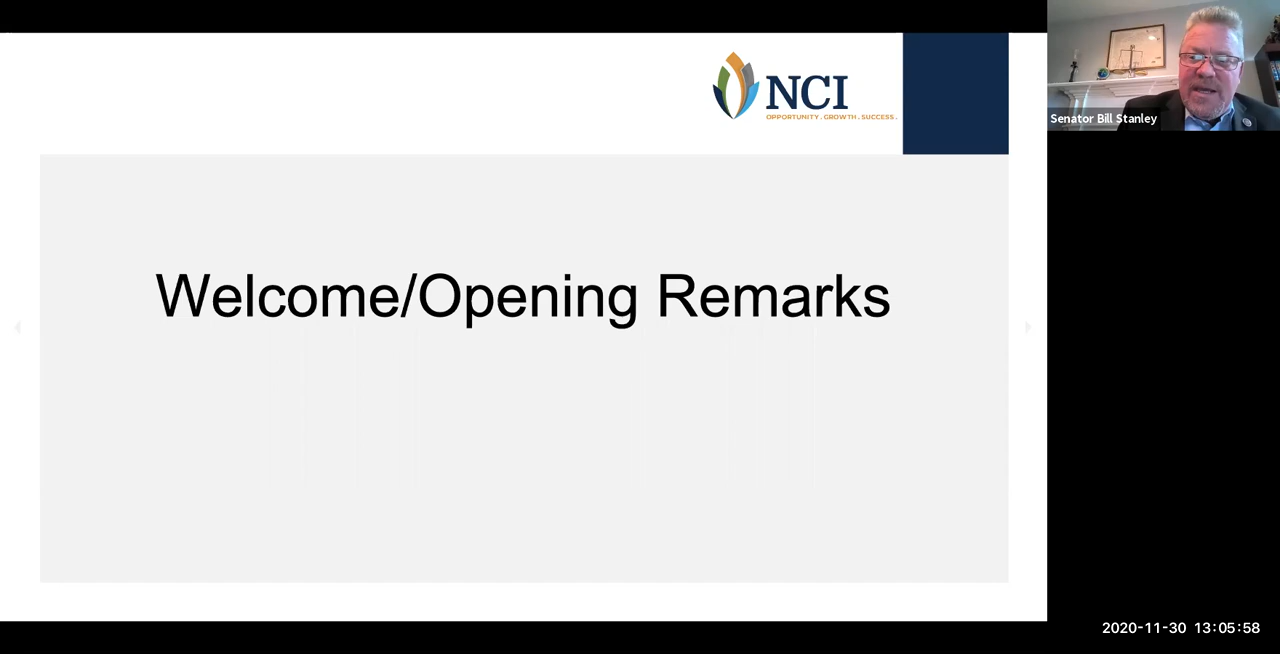 NCI
OPPORTUNITY. GROWTH. SUCCESS.
Senator Bill Stanley
Welcome/Opening Remarks
2020-11-30 13:05:58